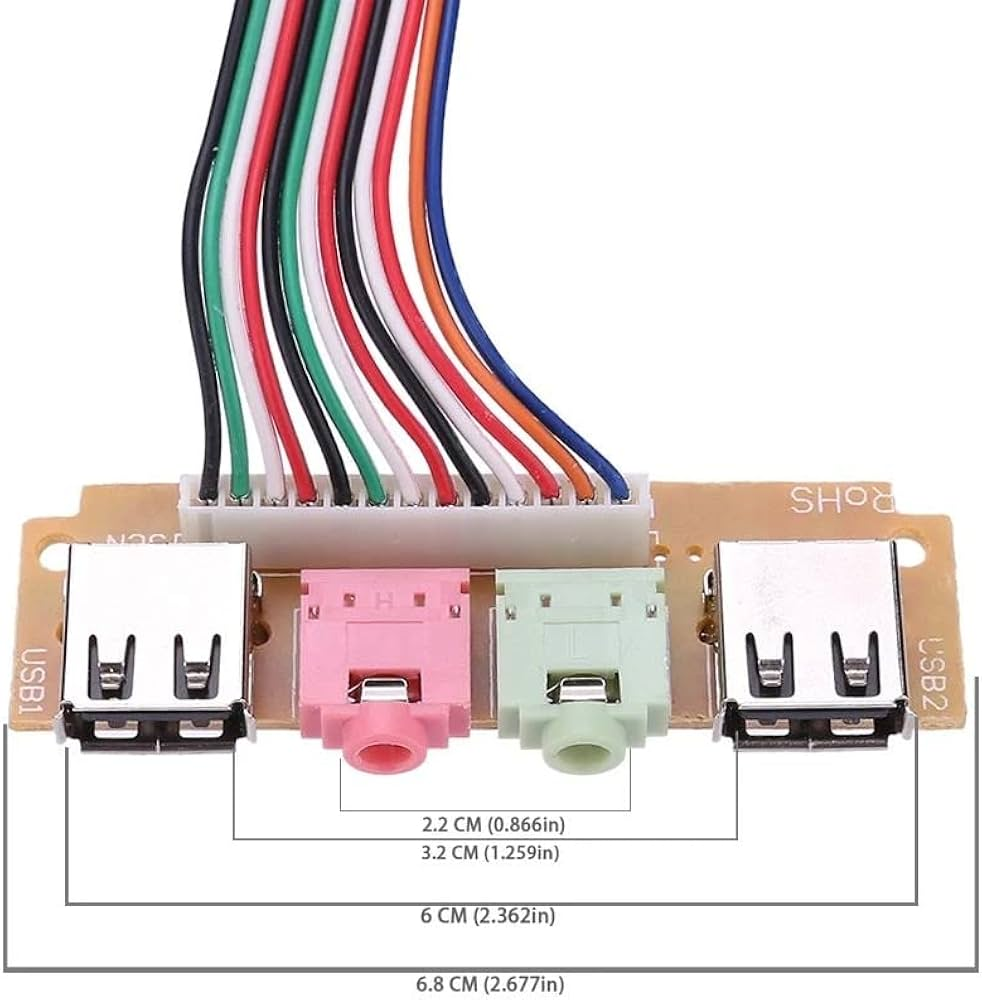 RoHS
USB1
USB2
H
L
2.2 CM (0.866in)
3.2 CM (1.259in)
6 CM (2.362in)
6.8 CM (2.677in)